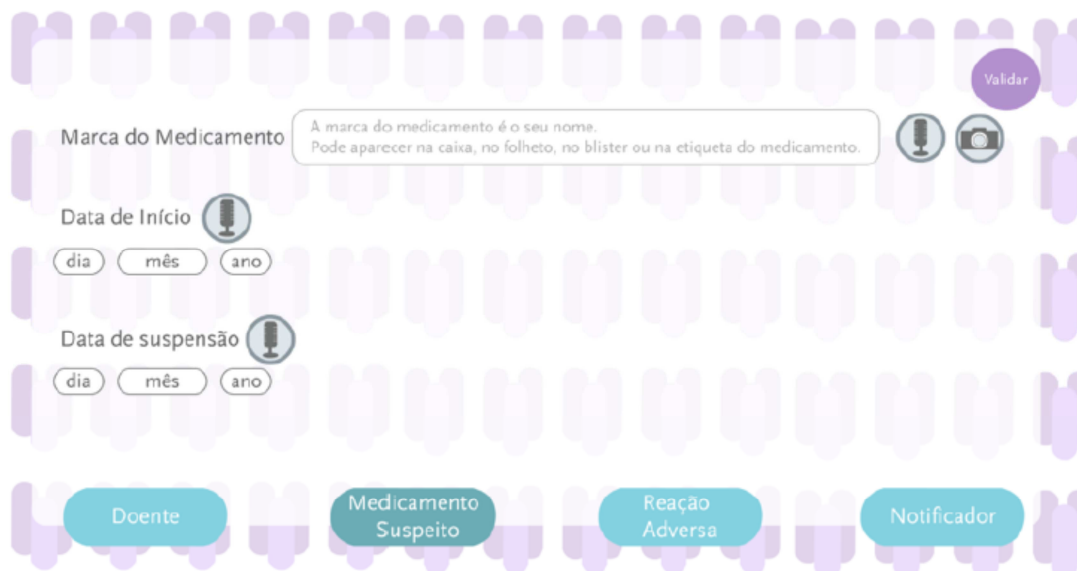 Validar
Marca do Medicamento
A marca do medicamento é o seu nome.
Pode aparecer na caixa, no folheto, no blister ou na etiqueta do medicamento.
Data de Início
dia mês ano
Data de suspensão
dia mês ano
Doente
Medicamento
Suspeito
Reação
Adversa
Notificador